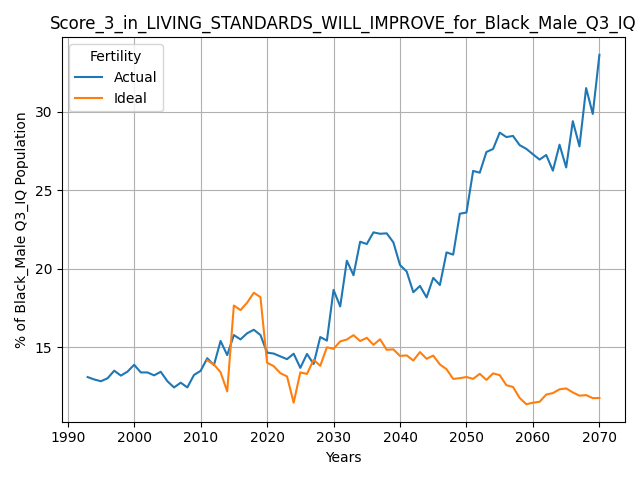 Score_3_in_LIVING_STANDARDS_WILL_IMPROVE_for_Black_Male_Q3_IQ
Fertility
Actual
Ideal
% of Black_Male Q3_IQ Population
30
25
20
15
1990 2000 2010 2020 2030 2040 2050 2060 2070
Years